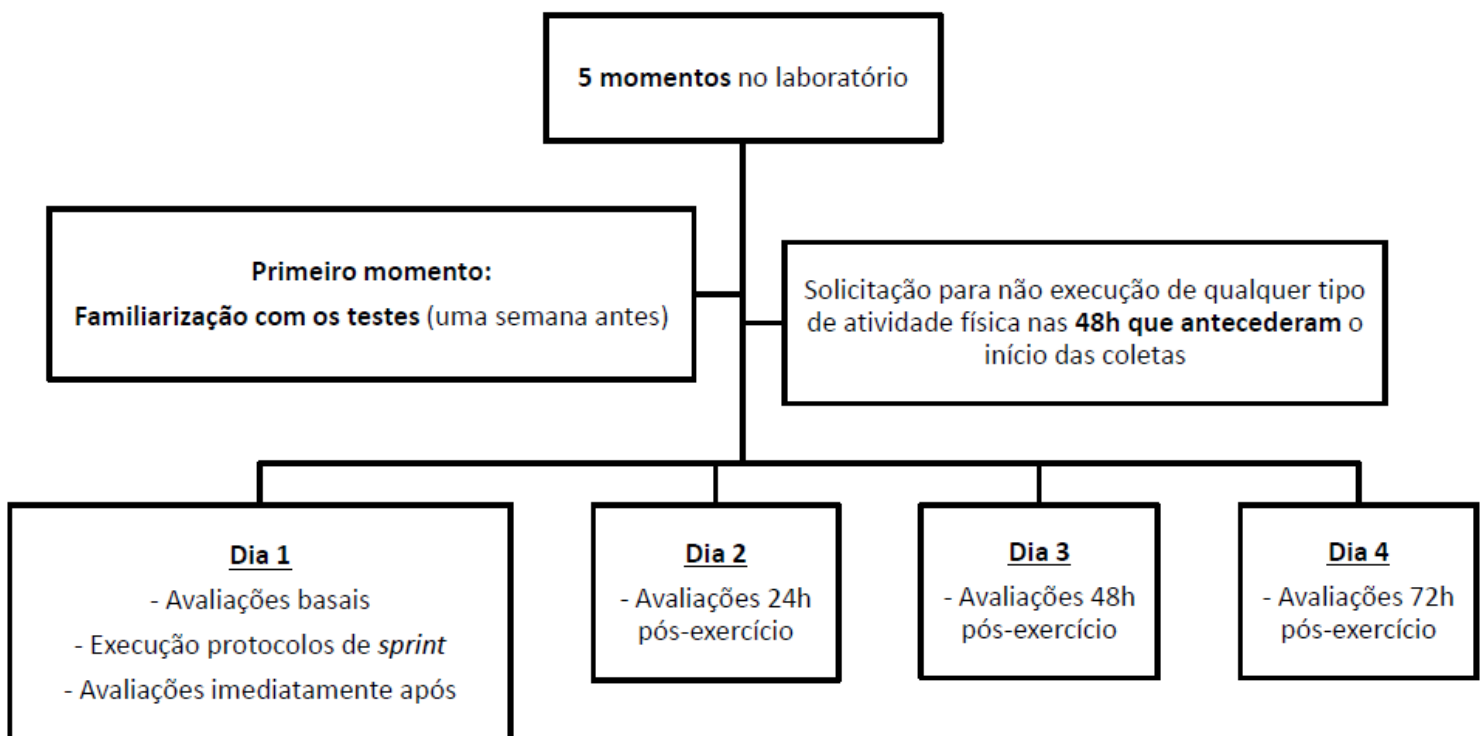 5 momentos no laboratório
Primeiro momento:
Familiarização com os testes (uma semana antes)
Solicitação para não execução de qualquer tipo
de atividade física nas 48h que antecederam o
início das coletas
Dia 1
- Avaliações basais
- Execução protocolos de sprint
- Avaliações imediatamente após
Dia 2
- Avaliações 24h
pós-exercício
Dia 3
- Avaliações 48h
pós-exercício
Dia 4
- Avaliações 72h
pós-exercício